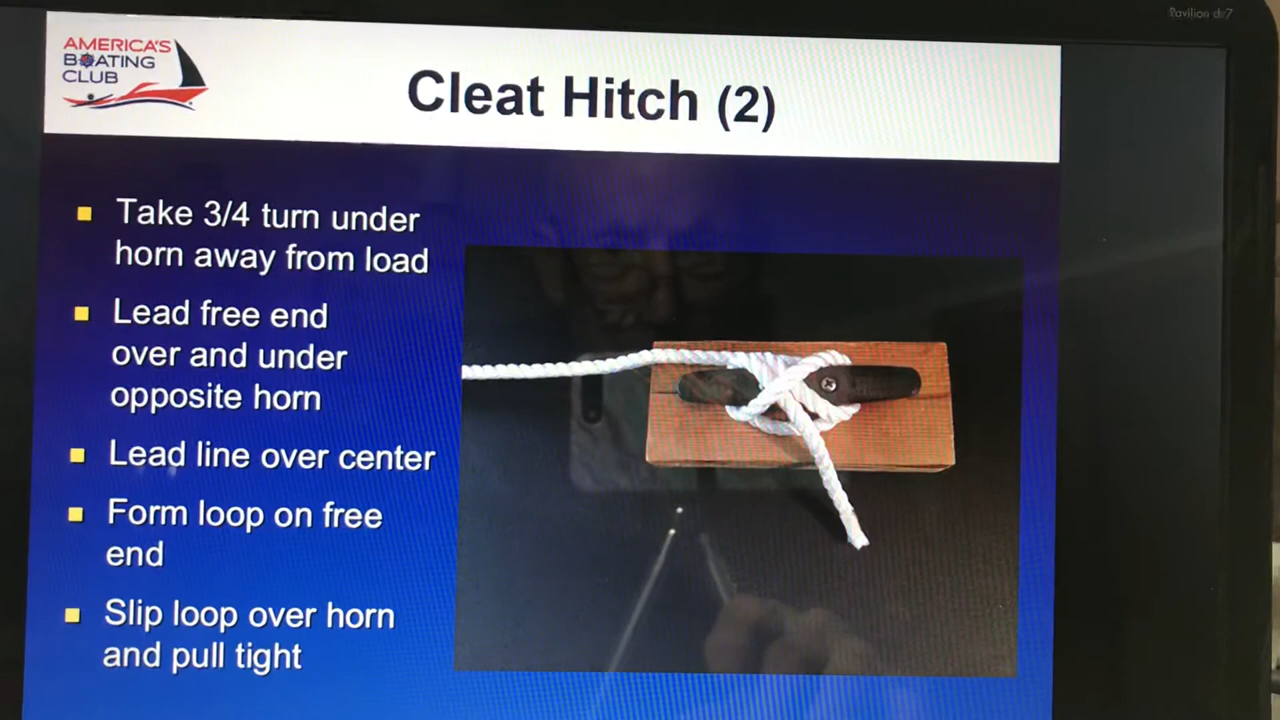 Pavilion dv7
AMERICA'S
BOATING
CLUB
Cleat Hitch (2)
Take 3/4 turn under
horn away from load
Lead free end
over and under
opposite horn
Lead line over center
Form loop on free
end
Slip loop over horn
and pull tight